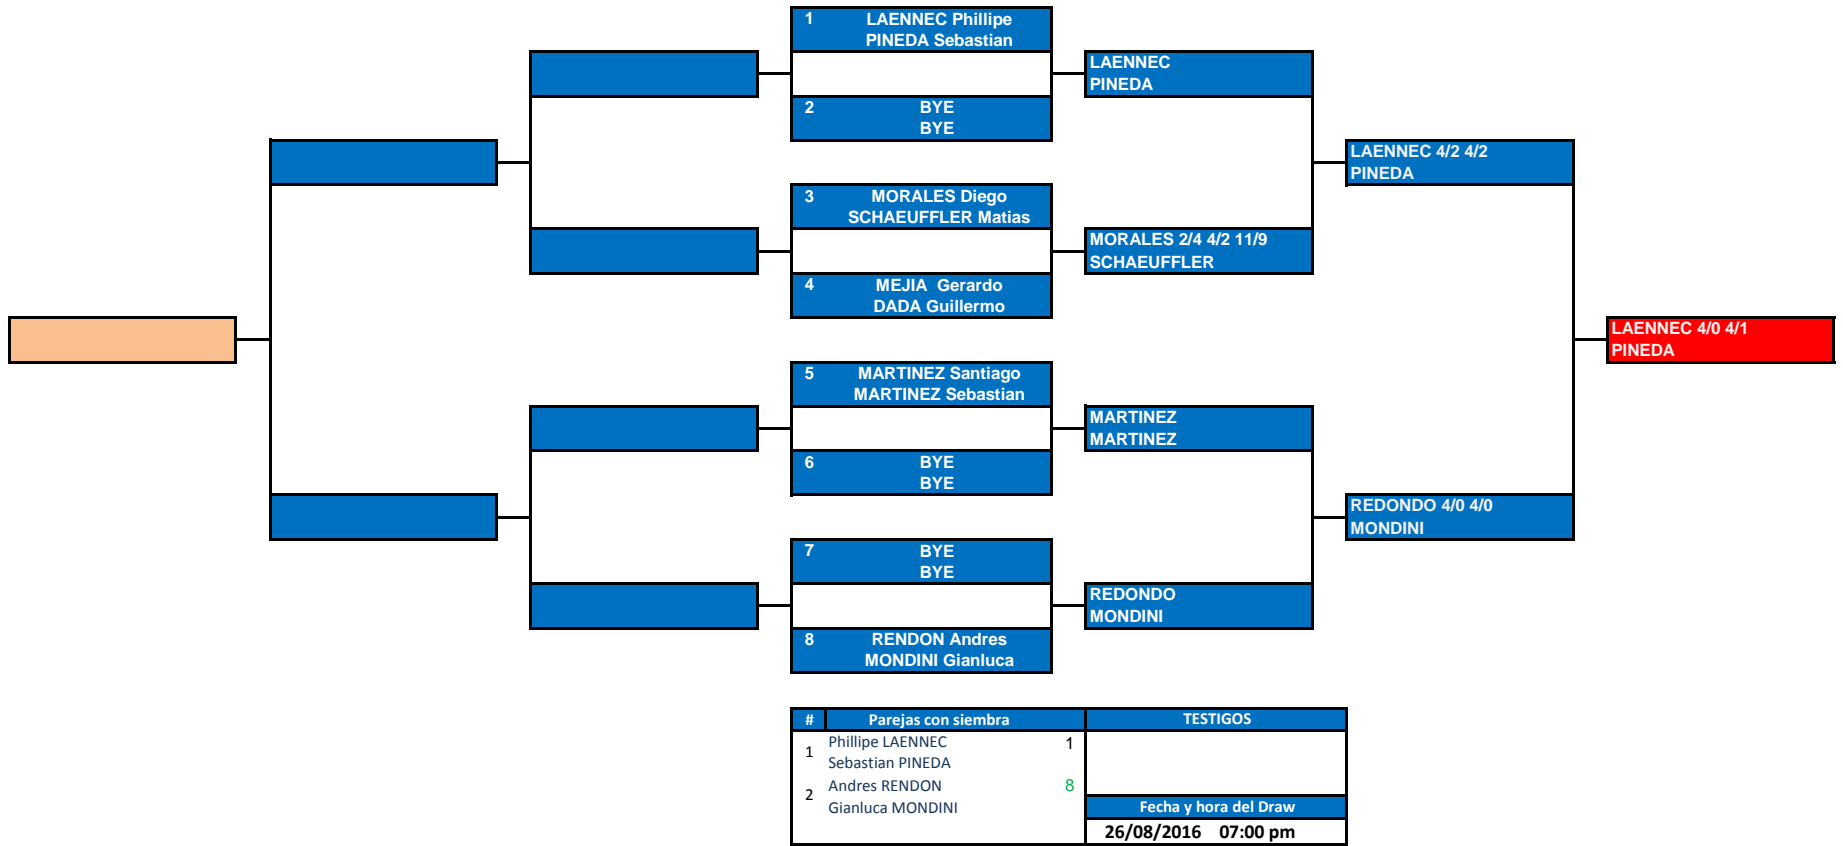 1 LAENNEC Phillipe
PINEDA Sebastian
LAENNEC
PINEDA
2 BYE
BYE
LAENNEC 4/2 4/2
PINEDA
3 MORALES Diego
SCHAEUFFLER Matias
MORALES 2/4 4/2 11/9
SCHAEUFFLER
4 MEJIA  Gerardo
DADA Guillermo
LAENNEC 4/0 4/1
PINEDA
5 MARTINEZ Santiago
MARTINEZ Sebastian
MARTINEZ
MARTINEZ
6 BYE
BYE
REDONDO 4/0 4/0
MONDINI
7 BYE
BYE
REDONDO
MONDINI
8 RENDON Andres
MONDINI Gianluca
# Parejas con siembra TESTIGOS
1 Phillipe LAENNEC 1
Sebastian PINEDA
2 Andres RENDON 8
Gianluca MONDINI
Fecha y hora del Draw
26/08/2016 07:00 pm